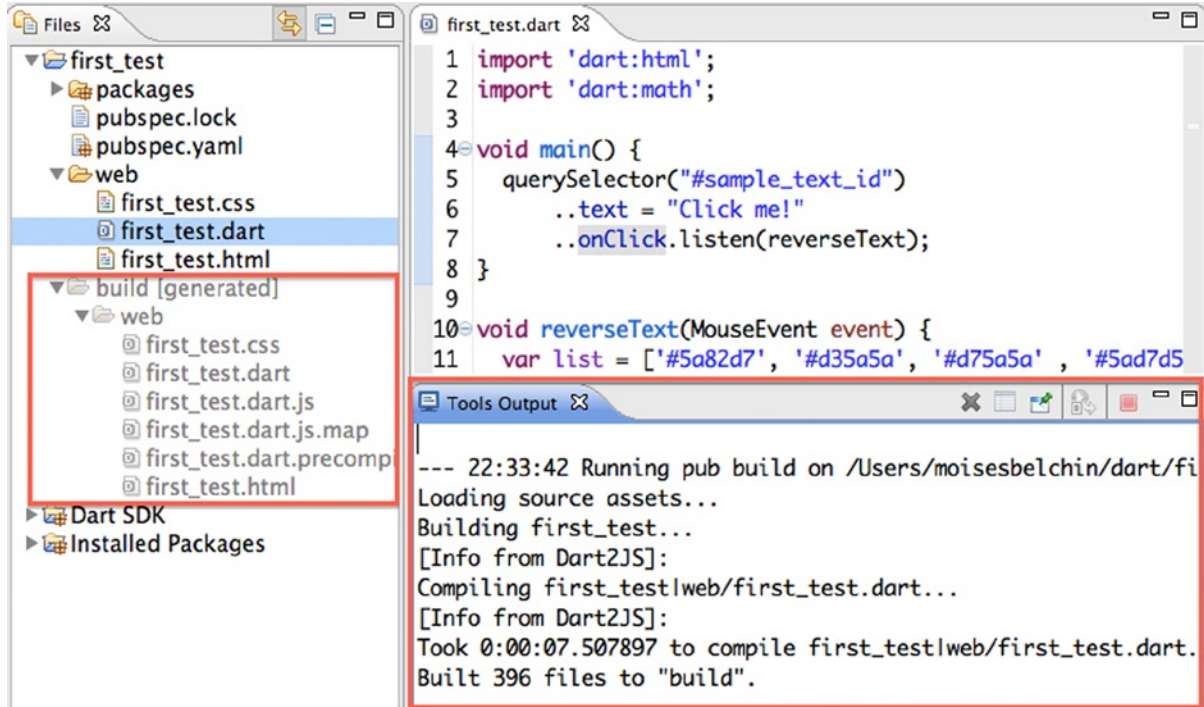 Files
first_test
packages
pubspec.lock
pubspec.yaml
web
first_test.css
first_test.dart
first_test.html
build [generated]
web
first_test.css
first_test.dart
first_test.dart.js
first_test.dart.js.map
first_test.dart.precompi
first_test.html
Dart SDK
Installed Packages
first_test.dart
1 import 'dart:html';
2 import 'dart:math';
3
4 void main() {
5 querySelector("#sample_text_id")
6 ..text = "Click me!"
7 ..onClick.listen(reverseText);
8 }
9
10 void reverseText(MouseEvent event) {
11 var list = ['#5a82d7', '#d35a5a', '#d75a5a' , '#5ad7d5
Tools Output
--- 22:33:42 Running pub build on /Users/moisesbelchin/dart/fi
Loading source assets...
Building first_test...
[Info from Dart2JS]:
Compiling first_test|web/first_test.dart...
[Info from Dart2JS]:
Took 0:00:07.507897 to compile first_test|web/first_test.dart.
Built 396 files to "build".